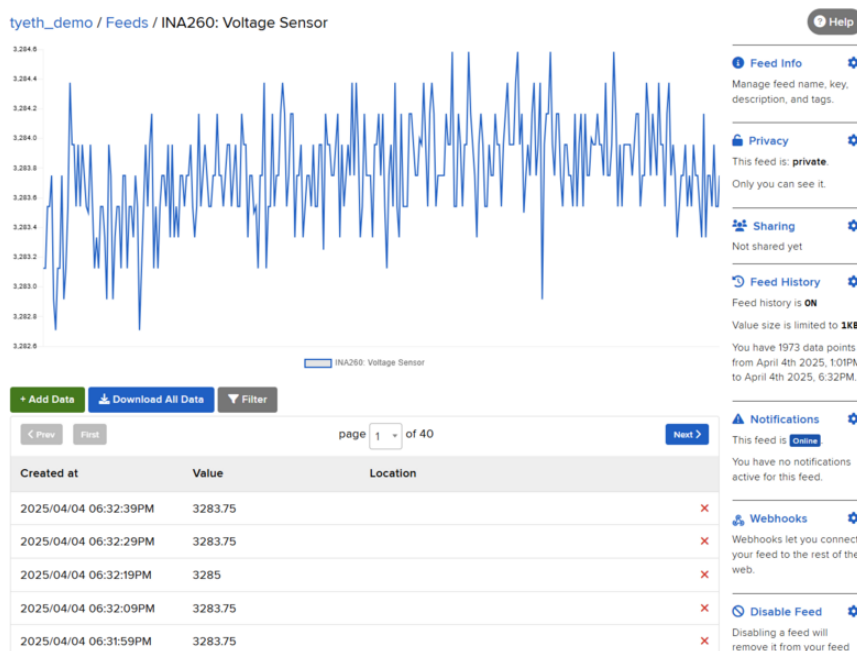 tyeth_demo / Feeds / INA260: Voltage Sensor
Help
3,284.6
3,284.4
3,284.2
3,284.0
3,283.8
3,283.6
3,283.4
3,283.2
3,283.0
3,282.8
3,282.6
INA260: Voltage Sensor
+ Add Data
Download All Data
Filter
Prev
First
page 1 of 40
Next
Created at Value Location
2025/04/04 06:32:39PM 3283.75
2025/04/04 06:32:29PM 3283.75
2025/04/04 06:32:19PM 3285
2025/04/04 06:32:09PM 3283.75
2025/04/04 06:31:59PM 3283.75
Feed Info
Manage feed name, key,
description, and tags.
Privacy
This feed is: private.
Only you can see it.
Sharing
Not shared yet
Feed History
Feed history is ON
Value size is limited to 1KB
You have 1973 data points
from April 4th 2025, 1:01PM
to April 4th 2025, 6:32PM.
Notifications
This feed is Online.
You have no notifications
active for this feed.
Webhooks
Webhooks let you connect
your feed to the rest of the
web.
Disable Feed
Disabling a feed will
remove it from your feed